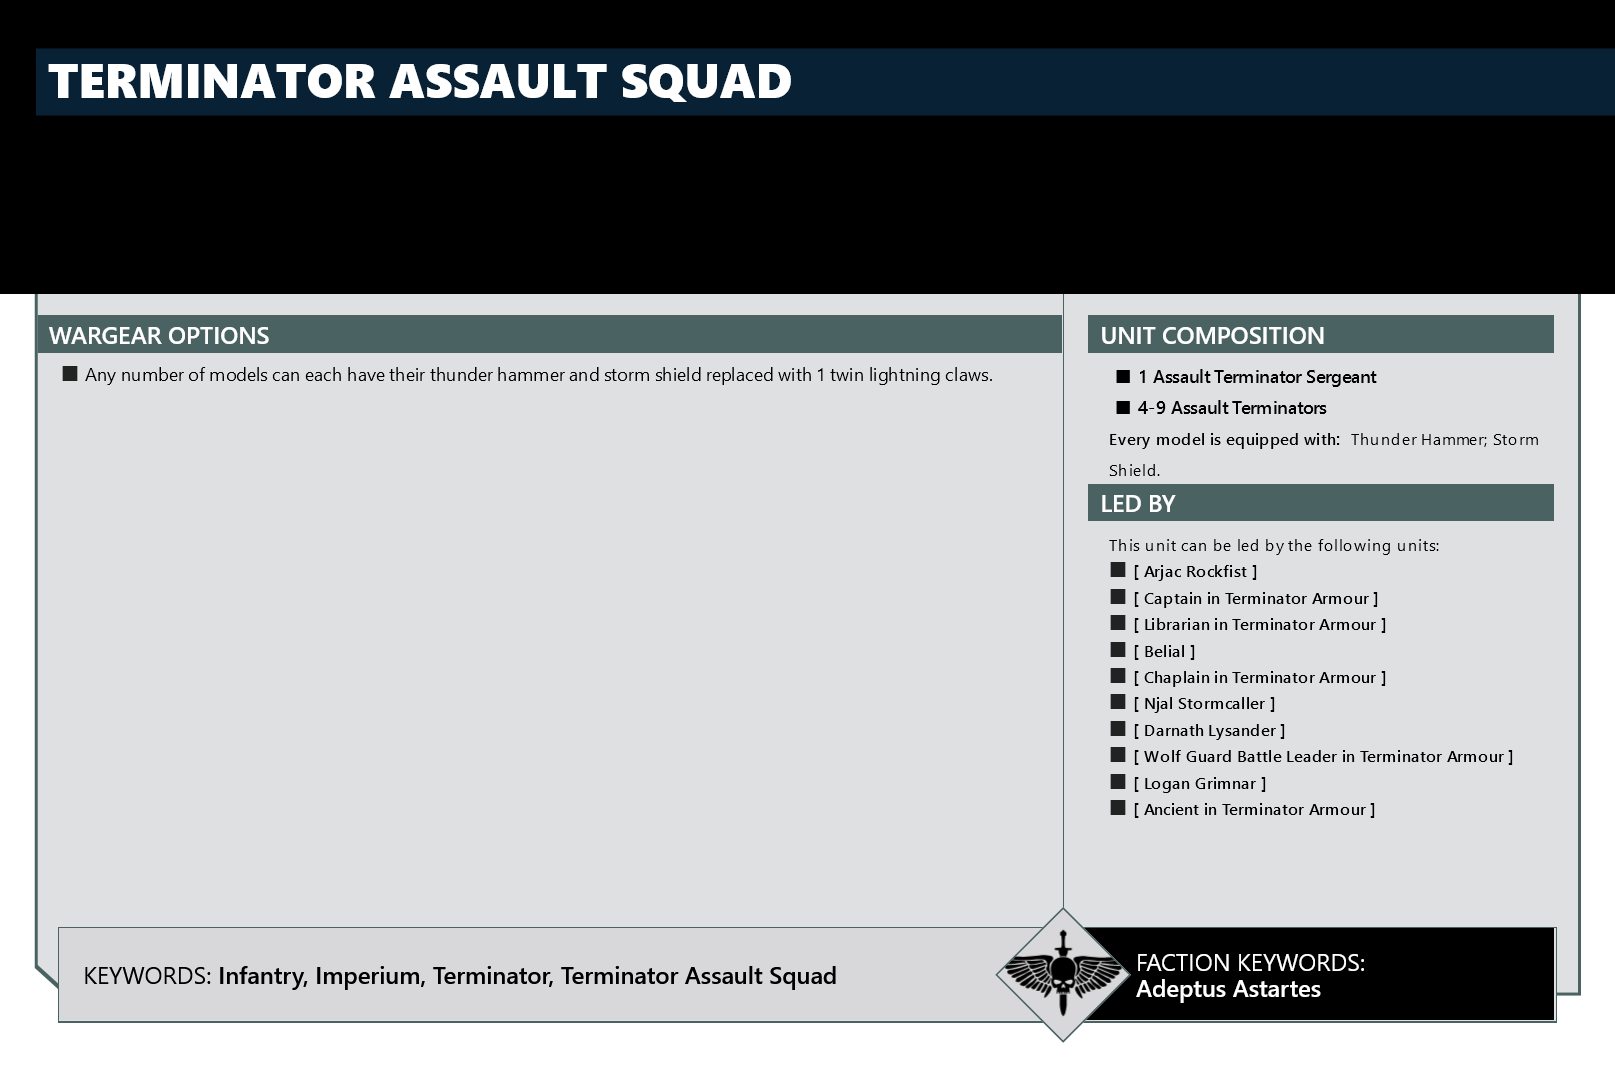 TERMINATOR ASSAULT SQUAD
WARGEAR OPTIONS
■ Any number of models can each have their thunder hammer and storm shield replaced with 1 twin lightning claws.
UNIT COMPOSITION
■ 1 Assault Terminator Sergeant
■ 4-9 Assault Terminators
Every model is equipped with: Thunder Hammer; Storm
Shield.
LED BY
This unit can be led by the following units:
■ [ Arjac Rockfist ]
■ [ Captain in Terminator Armour ]
■ [ Librarian in Terminator Armour ]
■ [ Belial ]
■ [ Chaplain in Terminator Armour ]
■ [ Njal Stormcaller ]
■ [ Darnath Lysander ]
■ [ Wolf Guard Battle Leader in Terminator Armour ]
■ [ Logan Grimnar ]
■ [ Ancient in Terminator Armour ]
KEYWORDS: Infantry, Imperium, Terminator, Terminator Assault Squad
FACTION KEYWORDS:
Adeptus Astartes